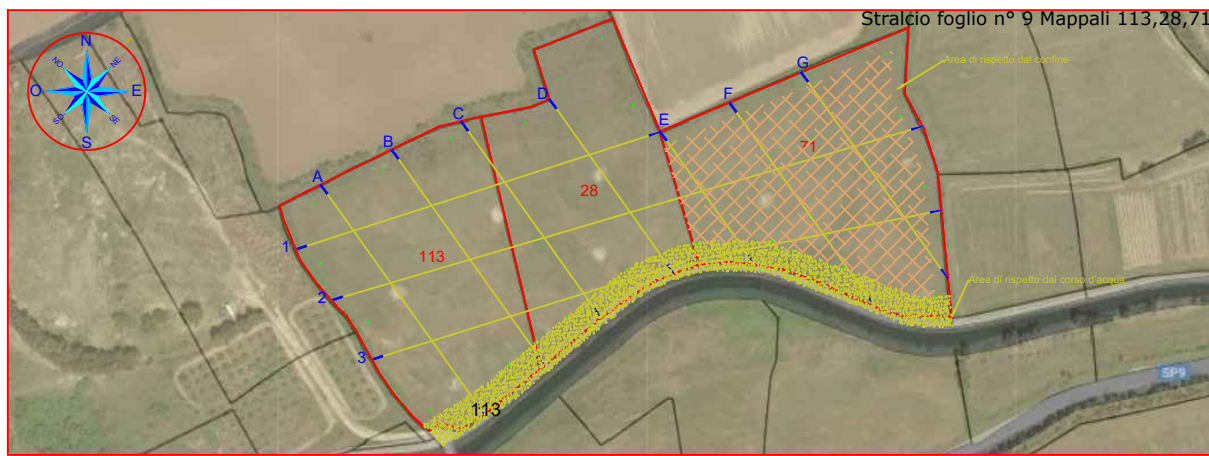 Stralcio foglio n° 9 Mappali 113,28,71
N
NO
NE
O
E
SO
SE
S
Area di rispetto dal confine
G
F
D
C
E
B
A
71
28
1
113
2
Area di rispetto dal corso d'acqua
3
SP9
113